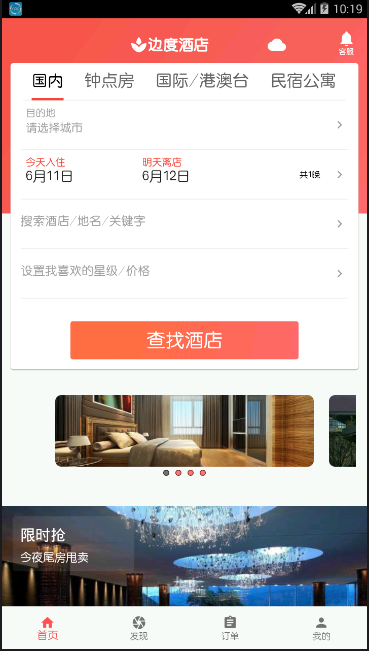 10:19
边度酒店
客服
国内 钟点房 国际/港澳台 民宿公寓
目的地
请选择城市
今天入住 明天离店
6月11日 6月12日 共1晚
搜索酒店/地名/关键字
设置我喜欢的星级/价格
查找酒店
限时抢
今夜尾房甩卖
首页 发现 订单 我的